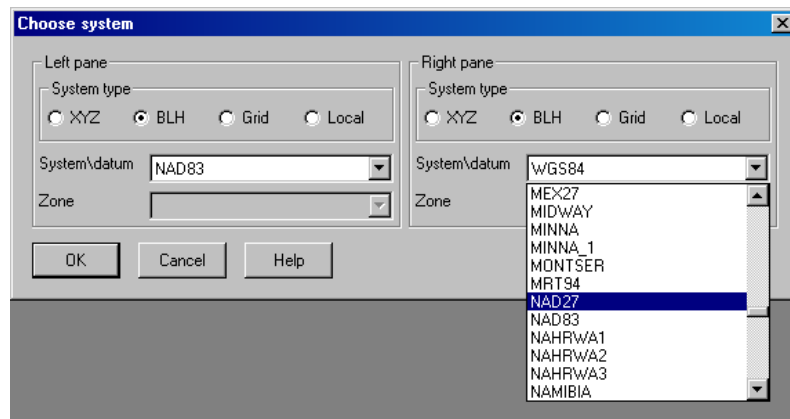 Choose system
Left pane
System type
XYZ BLH Grid Local
System\datum NAD83
Zone
OK Cancel Help
Right pane
System type
XYZ BLH Grid Local
System\datum WGS84
Zone
MEX27
MIDWAY
MINNA
MINNA_1
MONTSER
MRT94
NAD27
NAD83
NAHRWA1
NAHRWA2
NAHRWA3
NAMIBIA